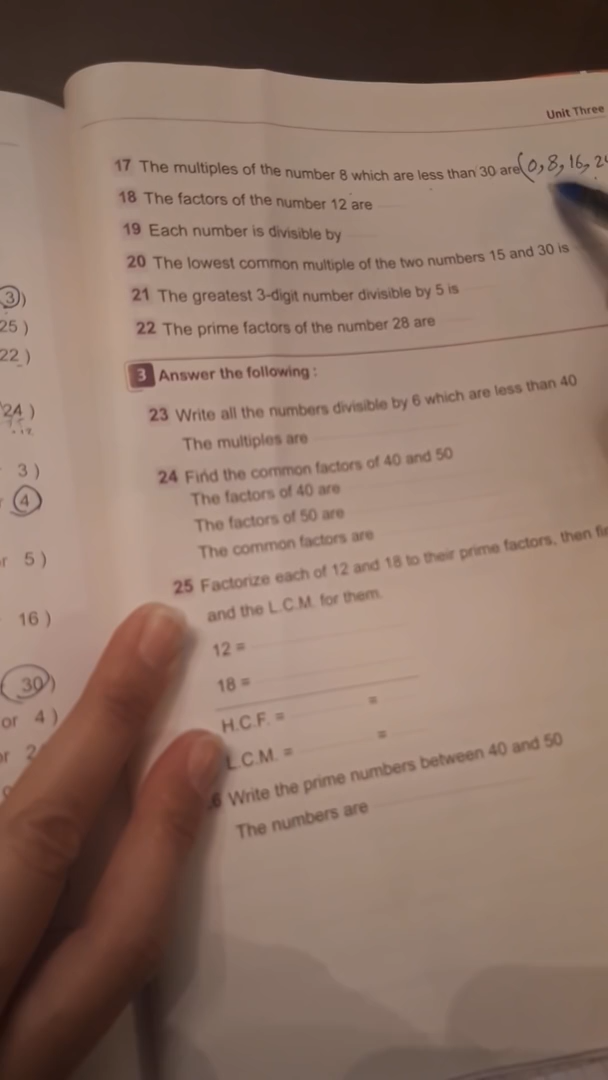 Unit Three
17 The multiples of the number 8 which are less than 30 are (0, 8, 16, 24
18 The factors of the number 12 are
19 Each number is divisible by
20 The lowest common multiple of the two numbers 15 and 30 is
21 The greatest 3-digit number divisible by 5 is
22 The prime factors of the number 28 are
3 Answer the following :
23 Write all the numbers divisible by 6 which are less than 40
The multiples are
24 Find the common factors of 40 and 50
The factors of 40 are
The factors of 50 are
The common factors are
25 Factorize each of 12 and 18 to their prime factors, then
and the L.C.M. for them.
12 =
18 =
H.C.F. = =
L.C.M. = =
6 Write the prime numbers between 40 and 50
The numbers are
3)
25 )
22 )
24 )
3 )
4
r 5 )
16 )
30)
or 4 )